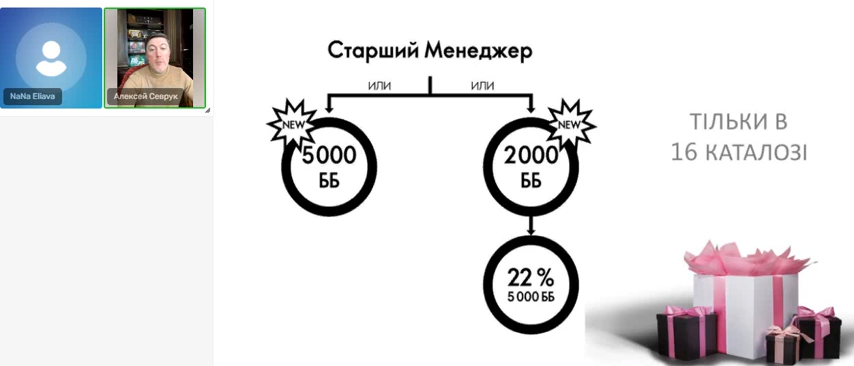 NaNa Eliava
Алексей Севрук
Старший Менеджер
или
или
NEW
NEW
5000
ББ
2000
ББ
22 %
5 000 ББ
ТІЛЬКИ В
16 КАТАЛОЗІ